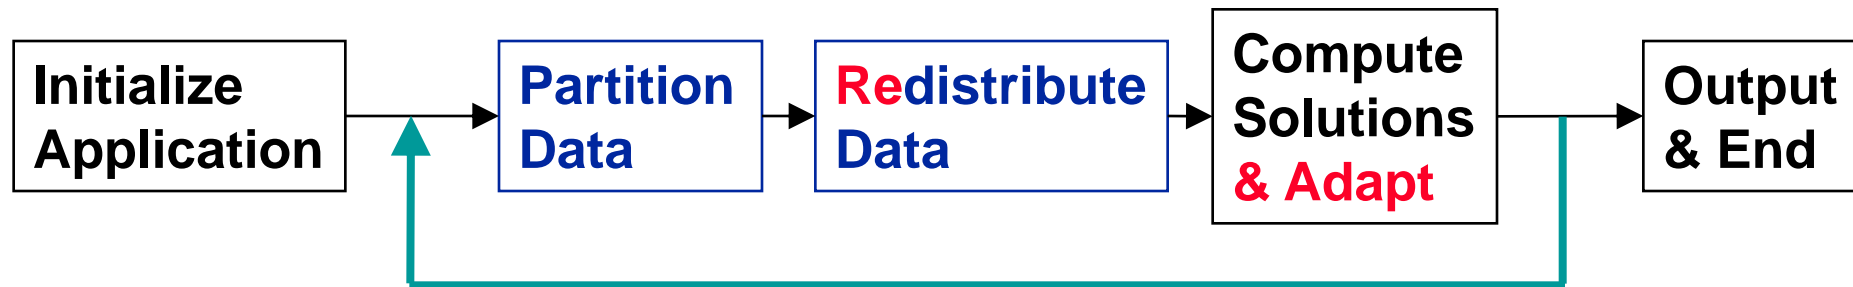 Initialize
Application
Partition
Data
Redistribute
Data
Compute
Solutions
& Adapt
Output
& End